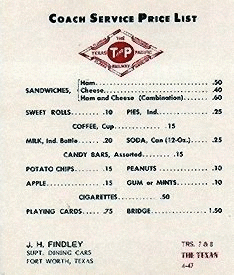 COACH SERVICE PRICE LIST
THE
TEXAS T AND P PACIFIC
RAILWAY
Ham .50
SANDWICHES, Cheese .40
Ham and Cheese (Combination) .60
SWEET ROLLS .10 PIES, Ind. .25
COFFEE, Cup .15
MILK, Ind. Bottle .20 SODA, Can (12-Oz.) .25
CANDY BARS, Assorted .15
POTATO CHIPS .15 PEANUTS .10
APPLE .15 GUM or MINTS .10
CIGARETTES .50
PLAYING CARDS .75 BRIDGE 1.50
J. H. FINDLEY TRS. 7 & 8
SUPT. DINING CARS THE TEXAN
FORT WORTH, TEXAS 4-67